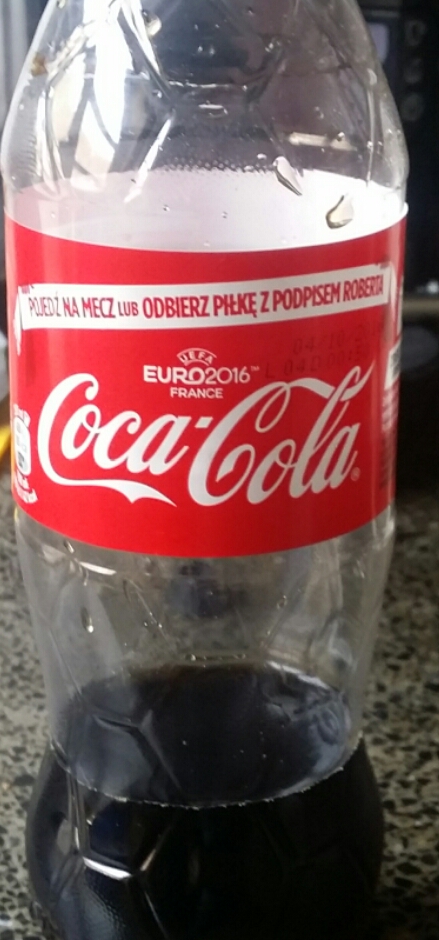 POJEDŹ NA MECZ LUB ODBIERZ PIŁKĘ Z PODPISEM ROBERTA
UEFA
EURO2016™
FRANCE
Coca-Cola®